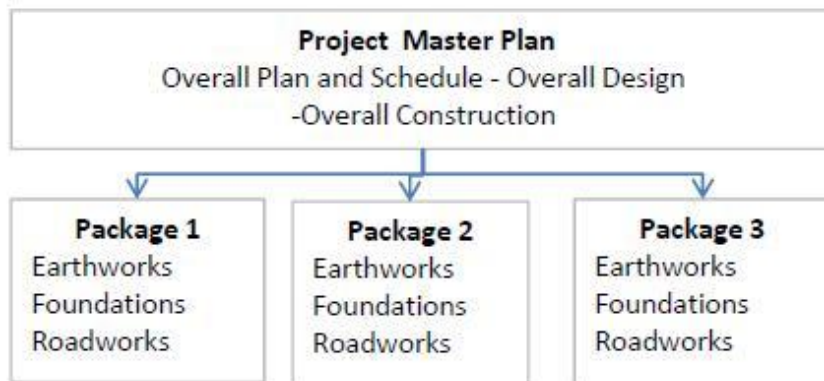 Project Master Plan
Overall Plan and Schedule - Overall Design
-Overall Construction
Package 1
Earthworks
Foundations
Roadworks
Package 2
Earthworks
Foundations
Roadworks
Package 3
Earthworks
Foundations
Roadworks